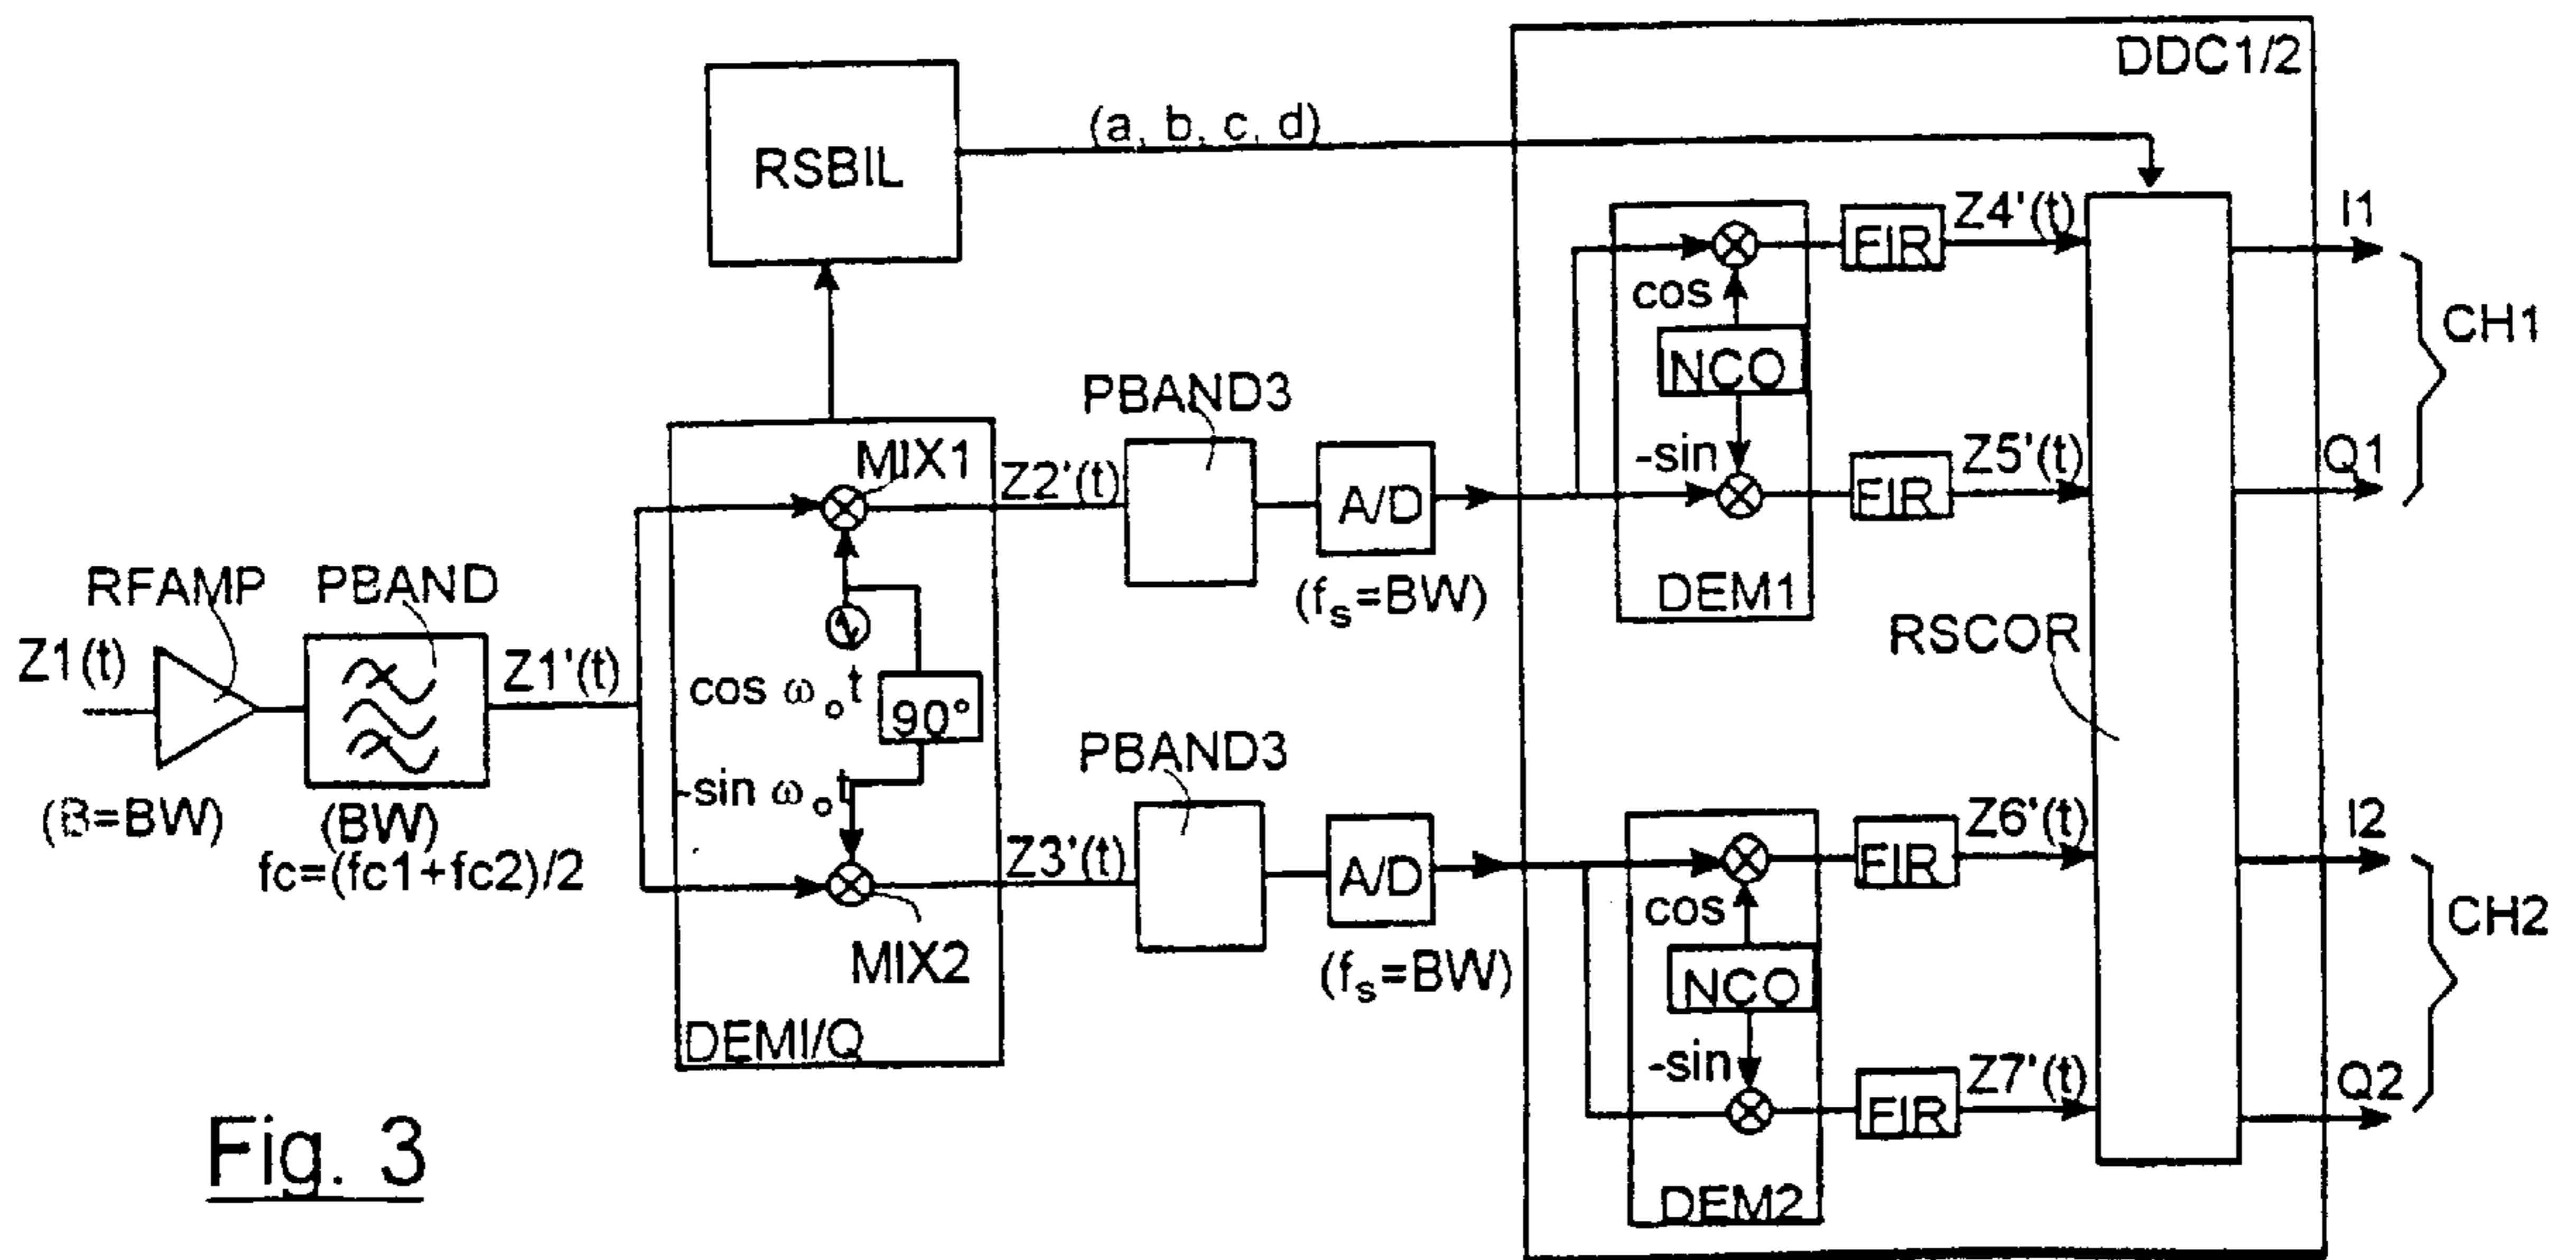 DDC1/2
RSBIL
(a, b, c, d)
Z4'(t)
I1
FIR
cos
NCO
CH1
PBAND3
MIX1
Z2'(t)
A/D
-sin
Z5'(t)
Q1
FIR
(fs=BW)
DEM1
RSCOR
RFAMP
PBAND
Z1(t)
Z1'(t)
cos ωot
90°
-sin ωot
(B=BW)
(BW)
fc=(fc1+fc2)/2
PBAND3
Z3'(t)
A/D
MIX2
DEMI/Q
(fs=BW)
Z6'(t)
I2
FIR
cos
NCO
CH2
-sin
Z7'(t)
Q2
FIR
DEM2
Fig. 3